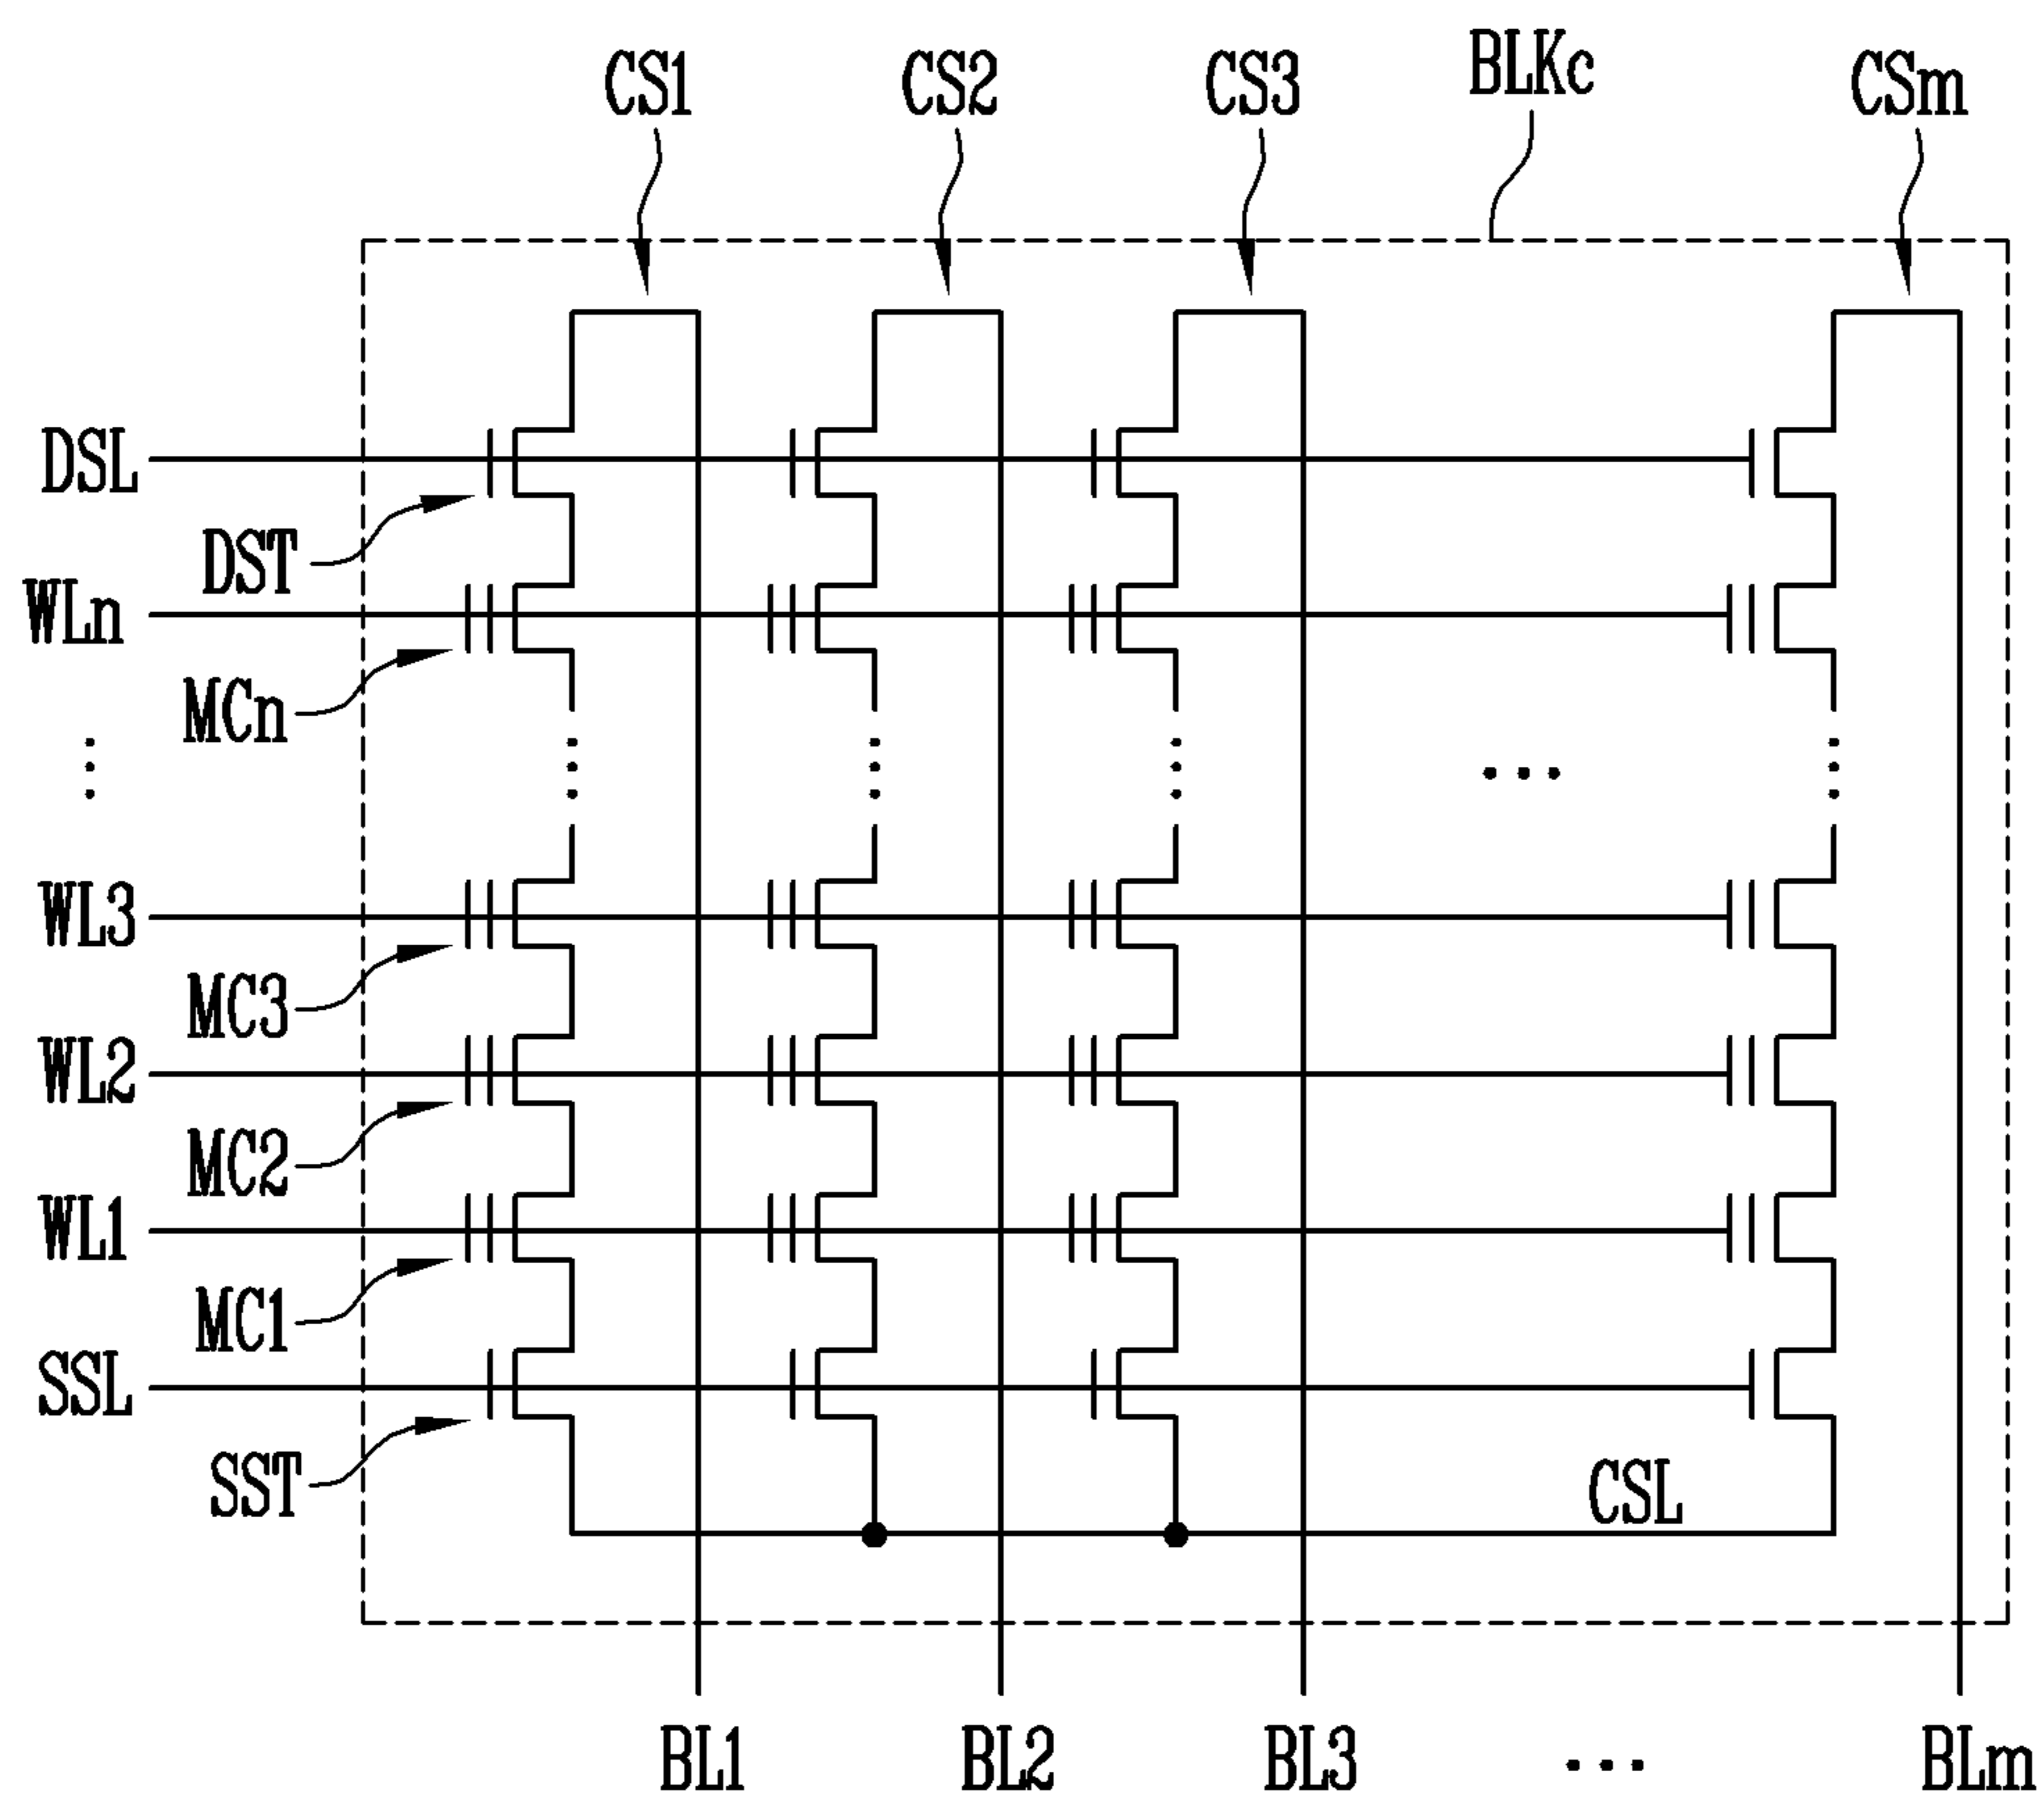 CS1 CS2 CS3 BLKc CSm
DSL
DST
WLn
MCn
⋮ ⋮ ⋮ ⋮ ... ⋮
WL3
MC3
WL2
MC2
WL1
MC1
SSL
SST
CSL
BL1 BL2 BL3 ... BLm